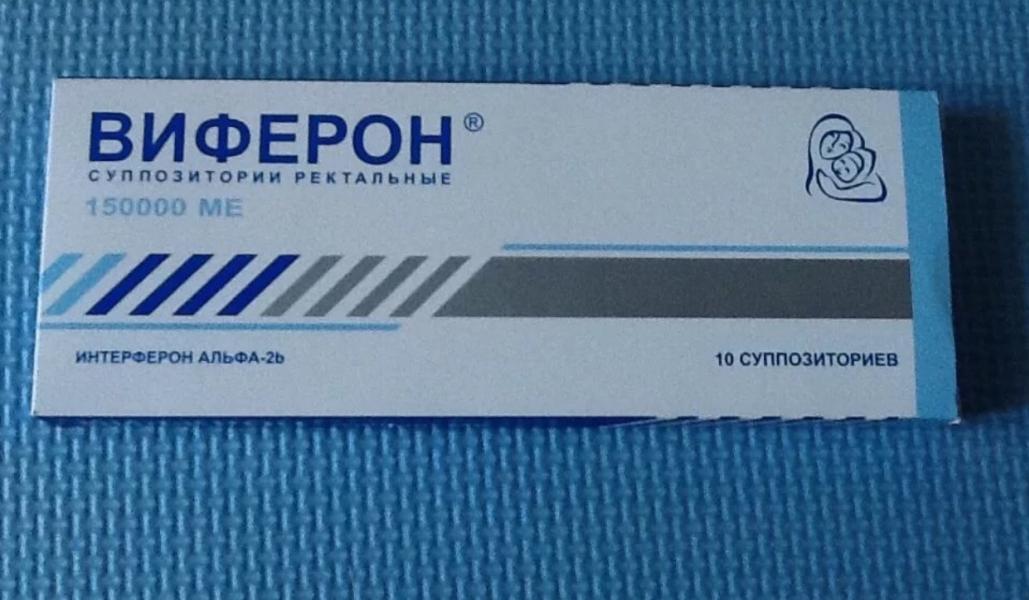 ВИФЕРОН®
СУППОЗИТОРИИ РЕКТАЛЬНЫЕ
150000 МЕ
ИНТЕРФЕРОН АЛЬФА-2b
10 СУППОЗИТОРИЕВ